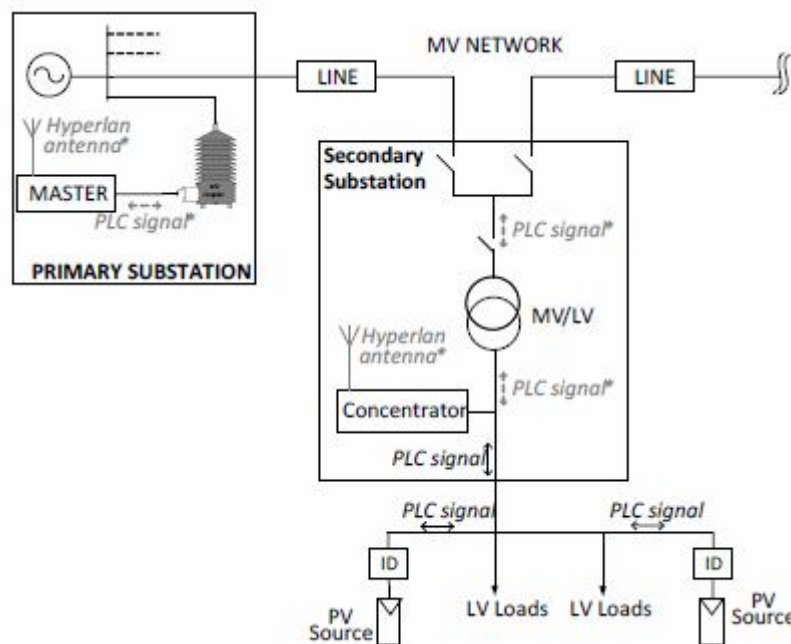 MV NETWORK
LINE
LINE
Hyperlan
antenna*
MASTER
PLC signal*
PRIMARY SUBSTATION
Secondary
Substation
PLC signal*
MV/LV
Hyperlan
antenna*
PLC signal*
Concentrator
PLC signal
PLC signal
PLC signal
ID
ID
PV
Source
LV Loads
LV Loads
PV
Source